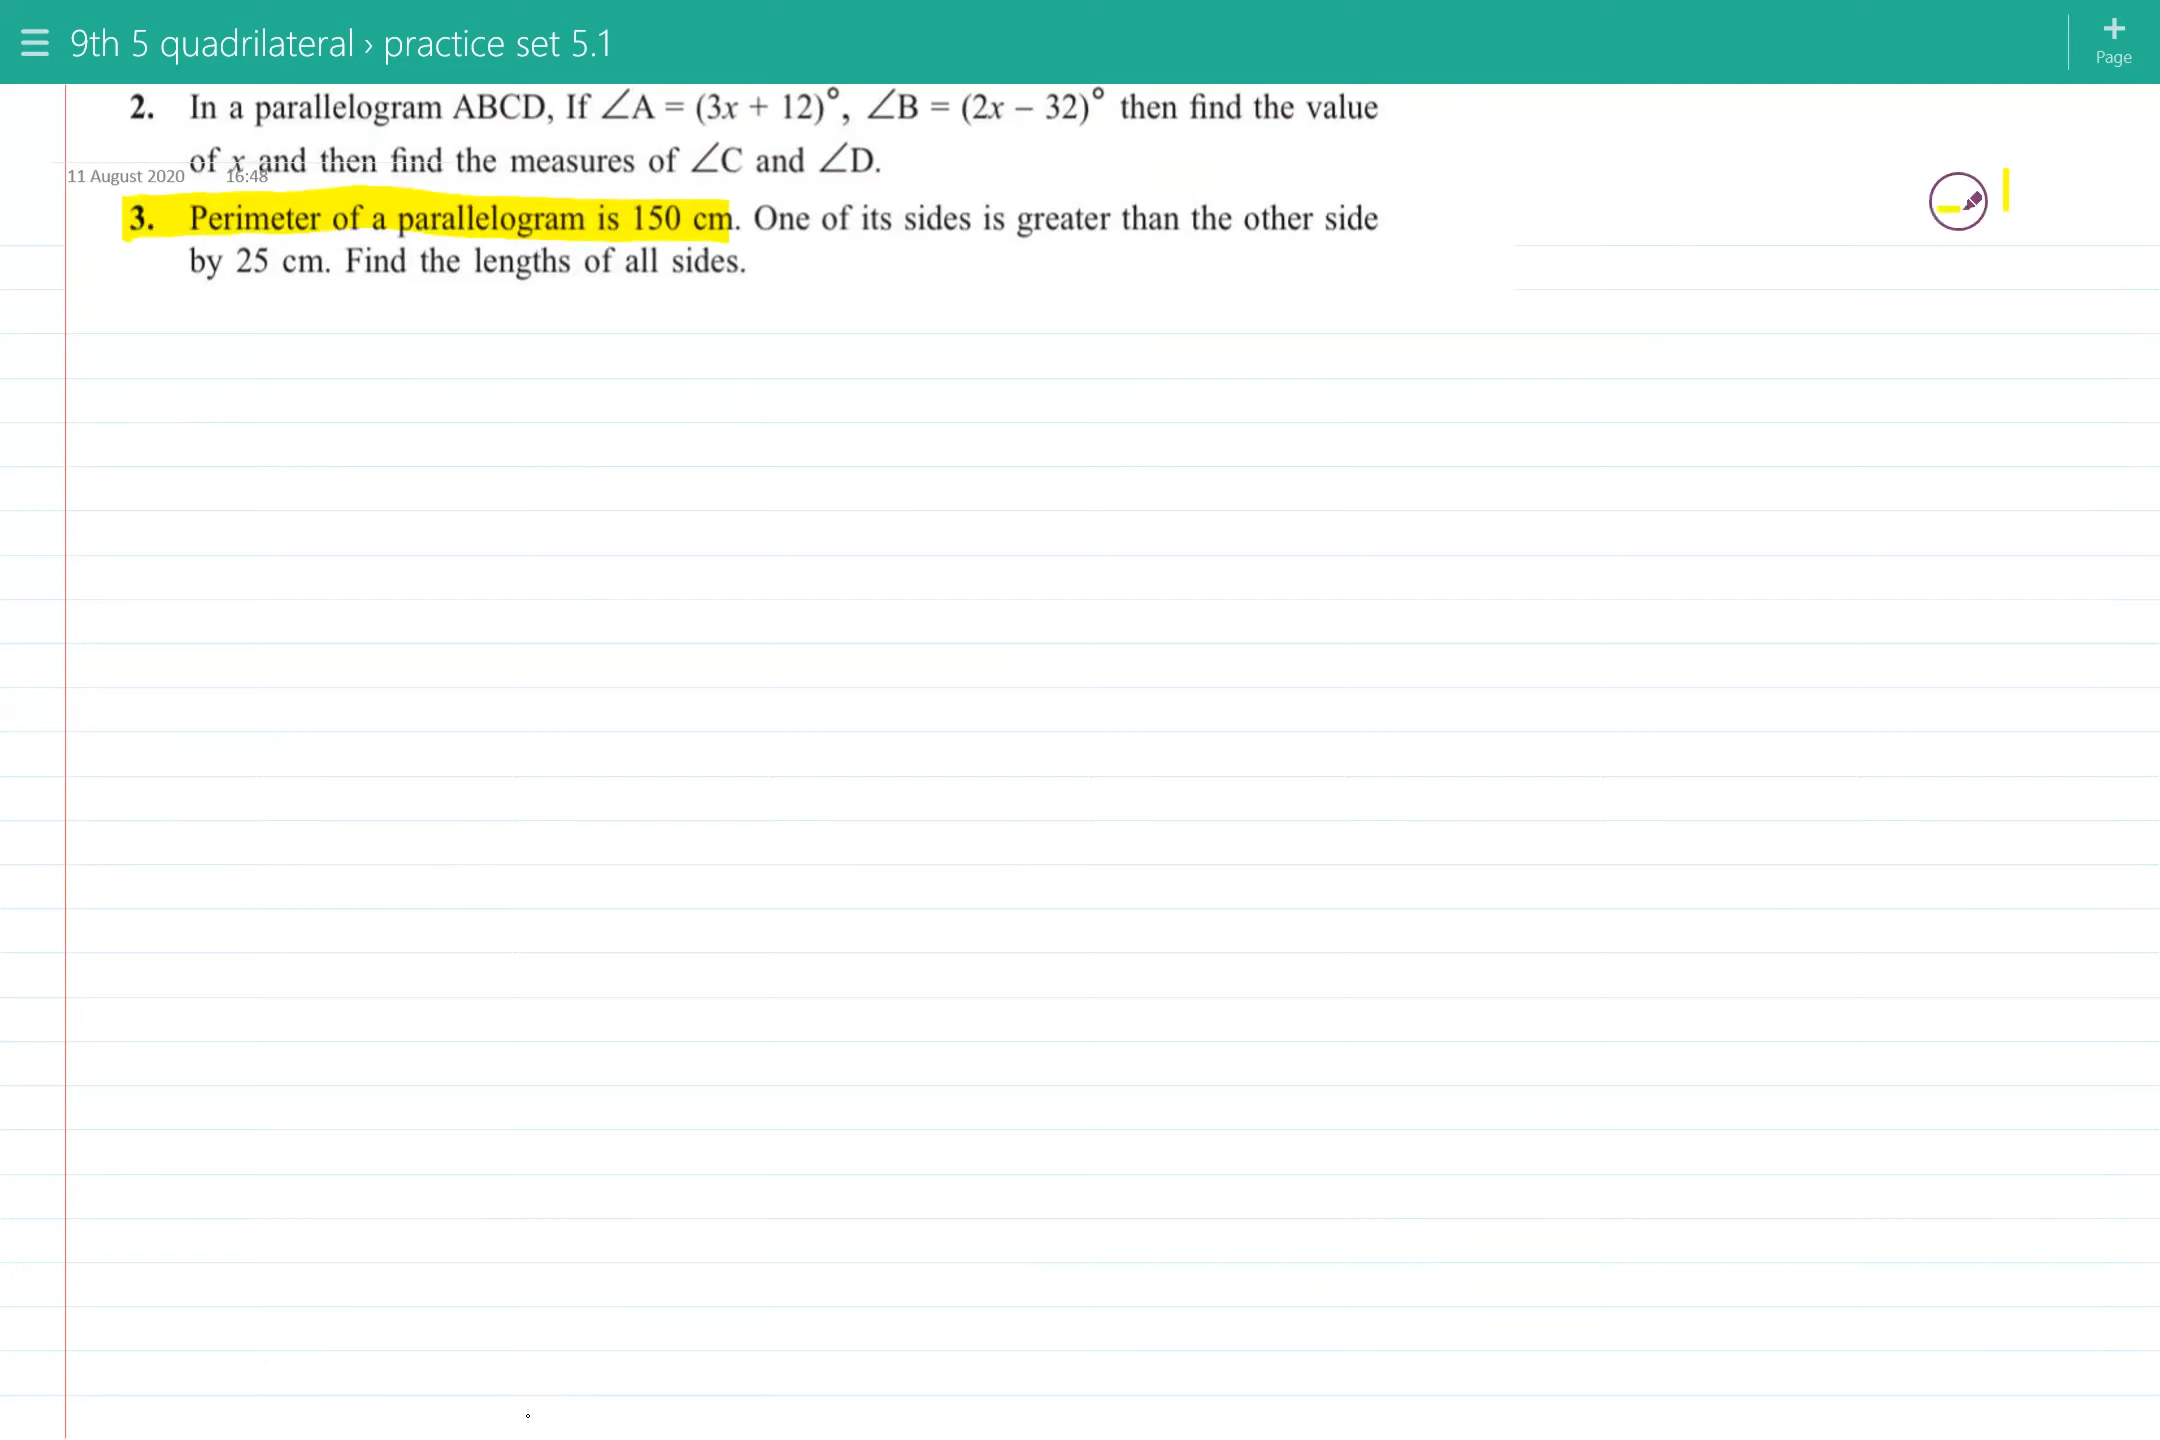 9th 5 quadrilateral › practice set 5.1
Page
2. In a parallelogram ABCD, If ∠A = (3x + 12)°, ∠B = (2x – 32)° then find the value
of x and then find the measures of ∠C and ∠D.
11 August 2020 16:48
3. Perimeter of a parallelogram is 150 cm. One of its sides is greater than the other side
by 25 cm. Find the lengths of all sides.